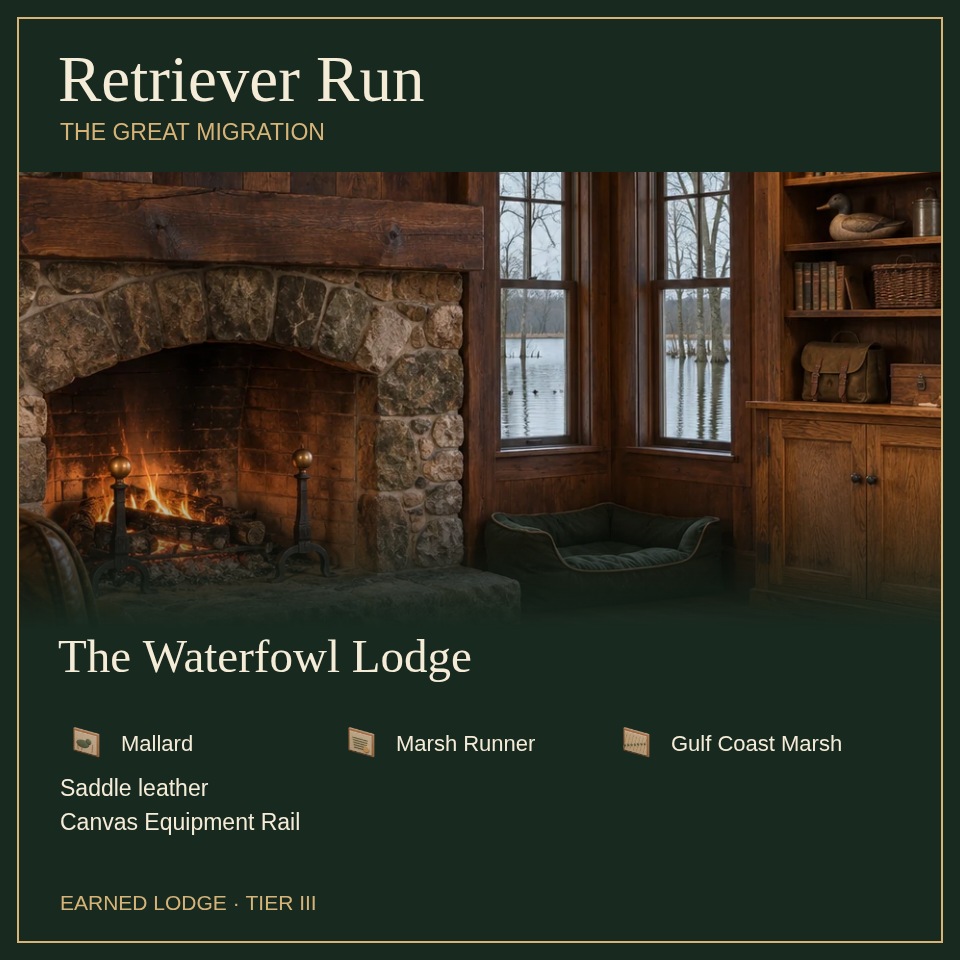 Retriever Run
THE GREAT MIGRATION
The Waterfowl Lodge
Mallard
Marsh Runner
Gulf Coast Marsh
Saddle leather
Canvas Equipment Rail
EARNED LODGE · TIER III